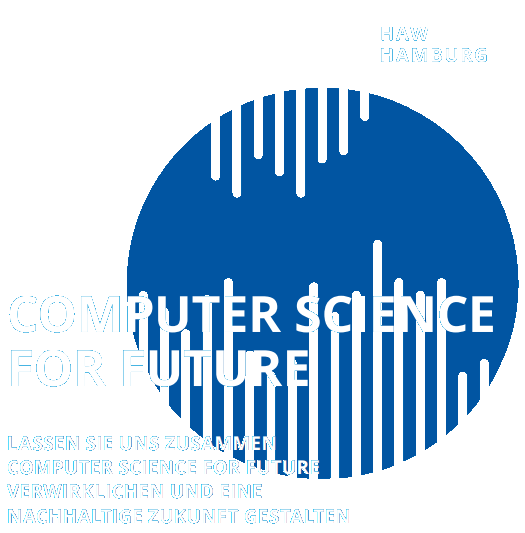 HAW
HAMBURG
COMPUTER SCIENCE
FOR FUTURE
LASSEN SIE UNS ZUSAMMEN
COMPUTER SCIENCE FOR FUTURE
VERWIRKLICHEN UND EINE
NACHHALTIGE ZUKUNFT GESTALTEN